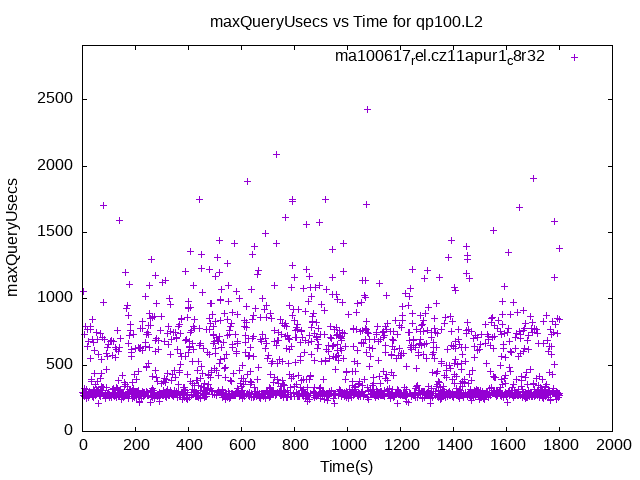 maxQueryUsecs vs Time for qp100.L2
ma100617_rel.cz11apur1_c8r32
maxQueryUsecs
2500
2000
1500
1000
500
0
0 200 400 600 800 1000 1200 1400 1600 1800 2000
Time(s)